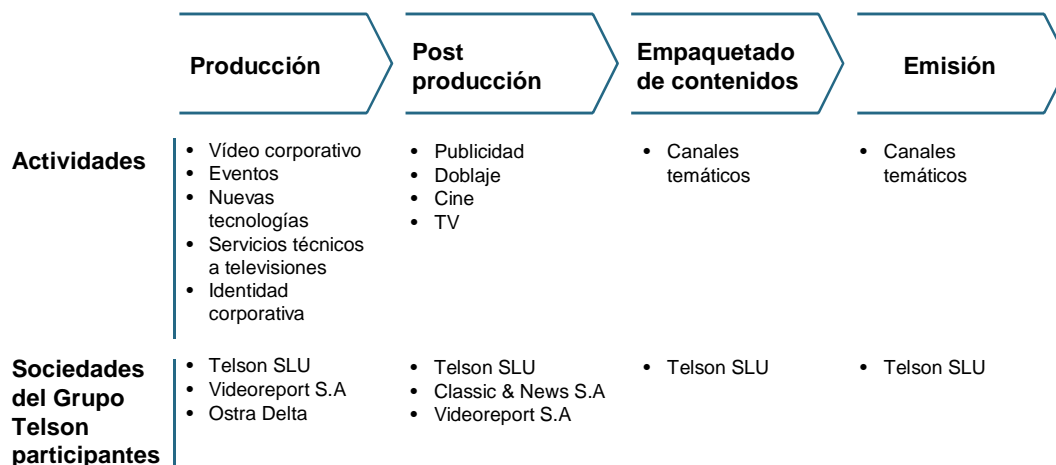 Producción
Post
producción
Empaquetado
de contenidos
Emisión
Actividades
• Vídeo corporativo
• Eventos
• Nuevas
tecnologías
• Servicios técnicos
a televisiones
• Identidad
corporativa
• Publicidad
• Doblaje
• Cine
• TV
• Canales
temáticos
• Canales
temáticos
Sociedades
del Grupo
Telson
participantes
• Telson SLU
• Videoreport S.A
• Ostra Delta
• Telson SLU
• Classic & News S.A
• Videoreport S.A
• Telson SLU
• Telson SLU